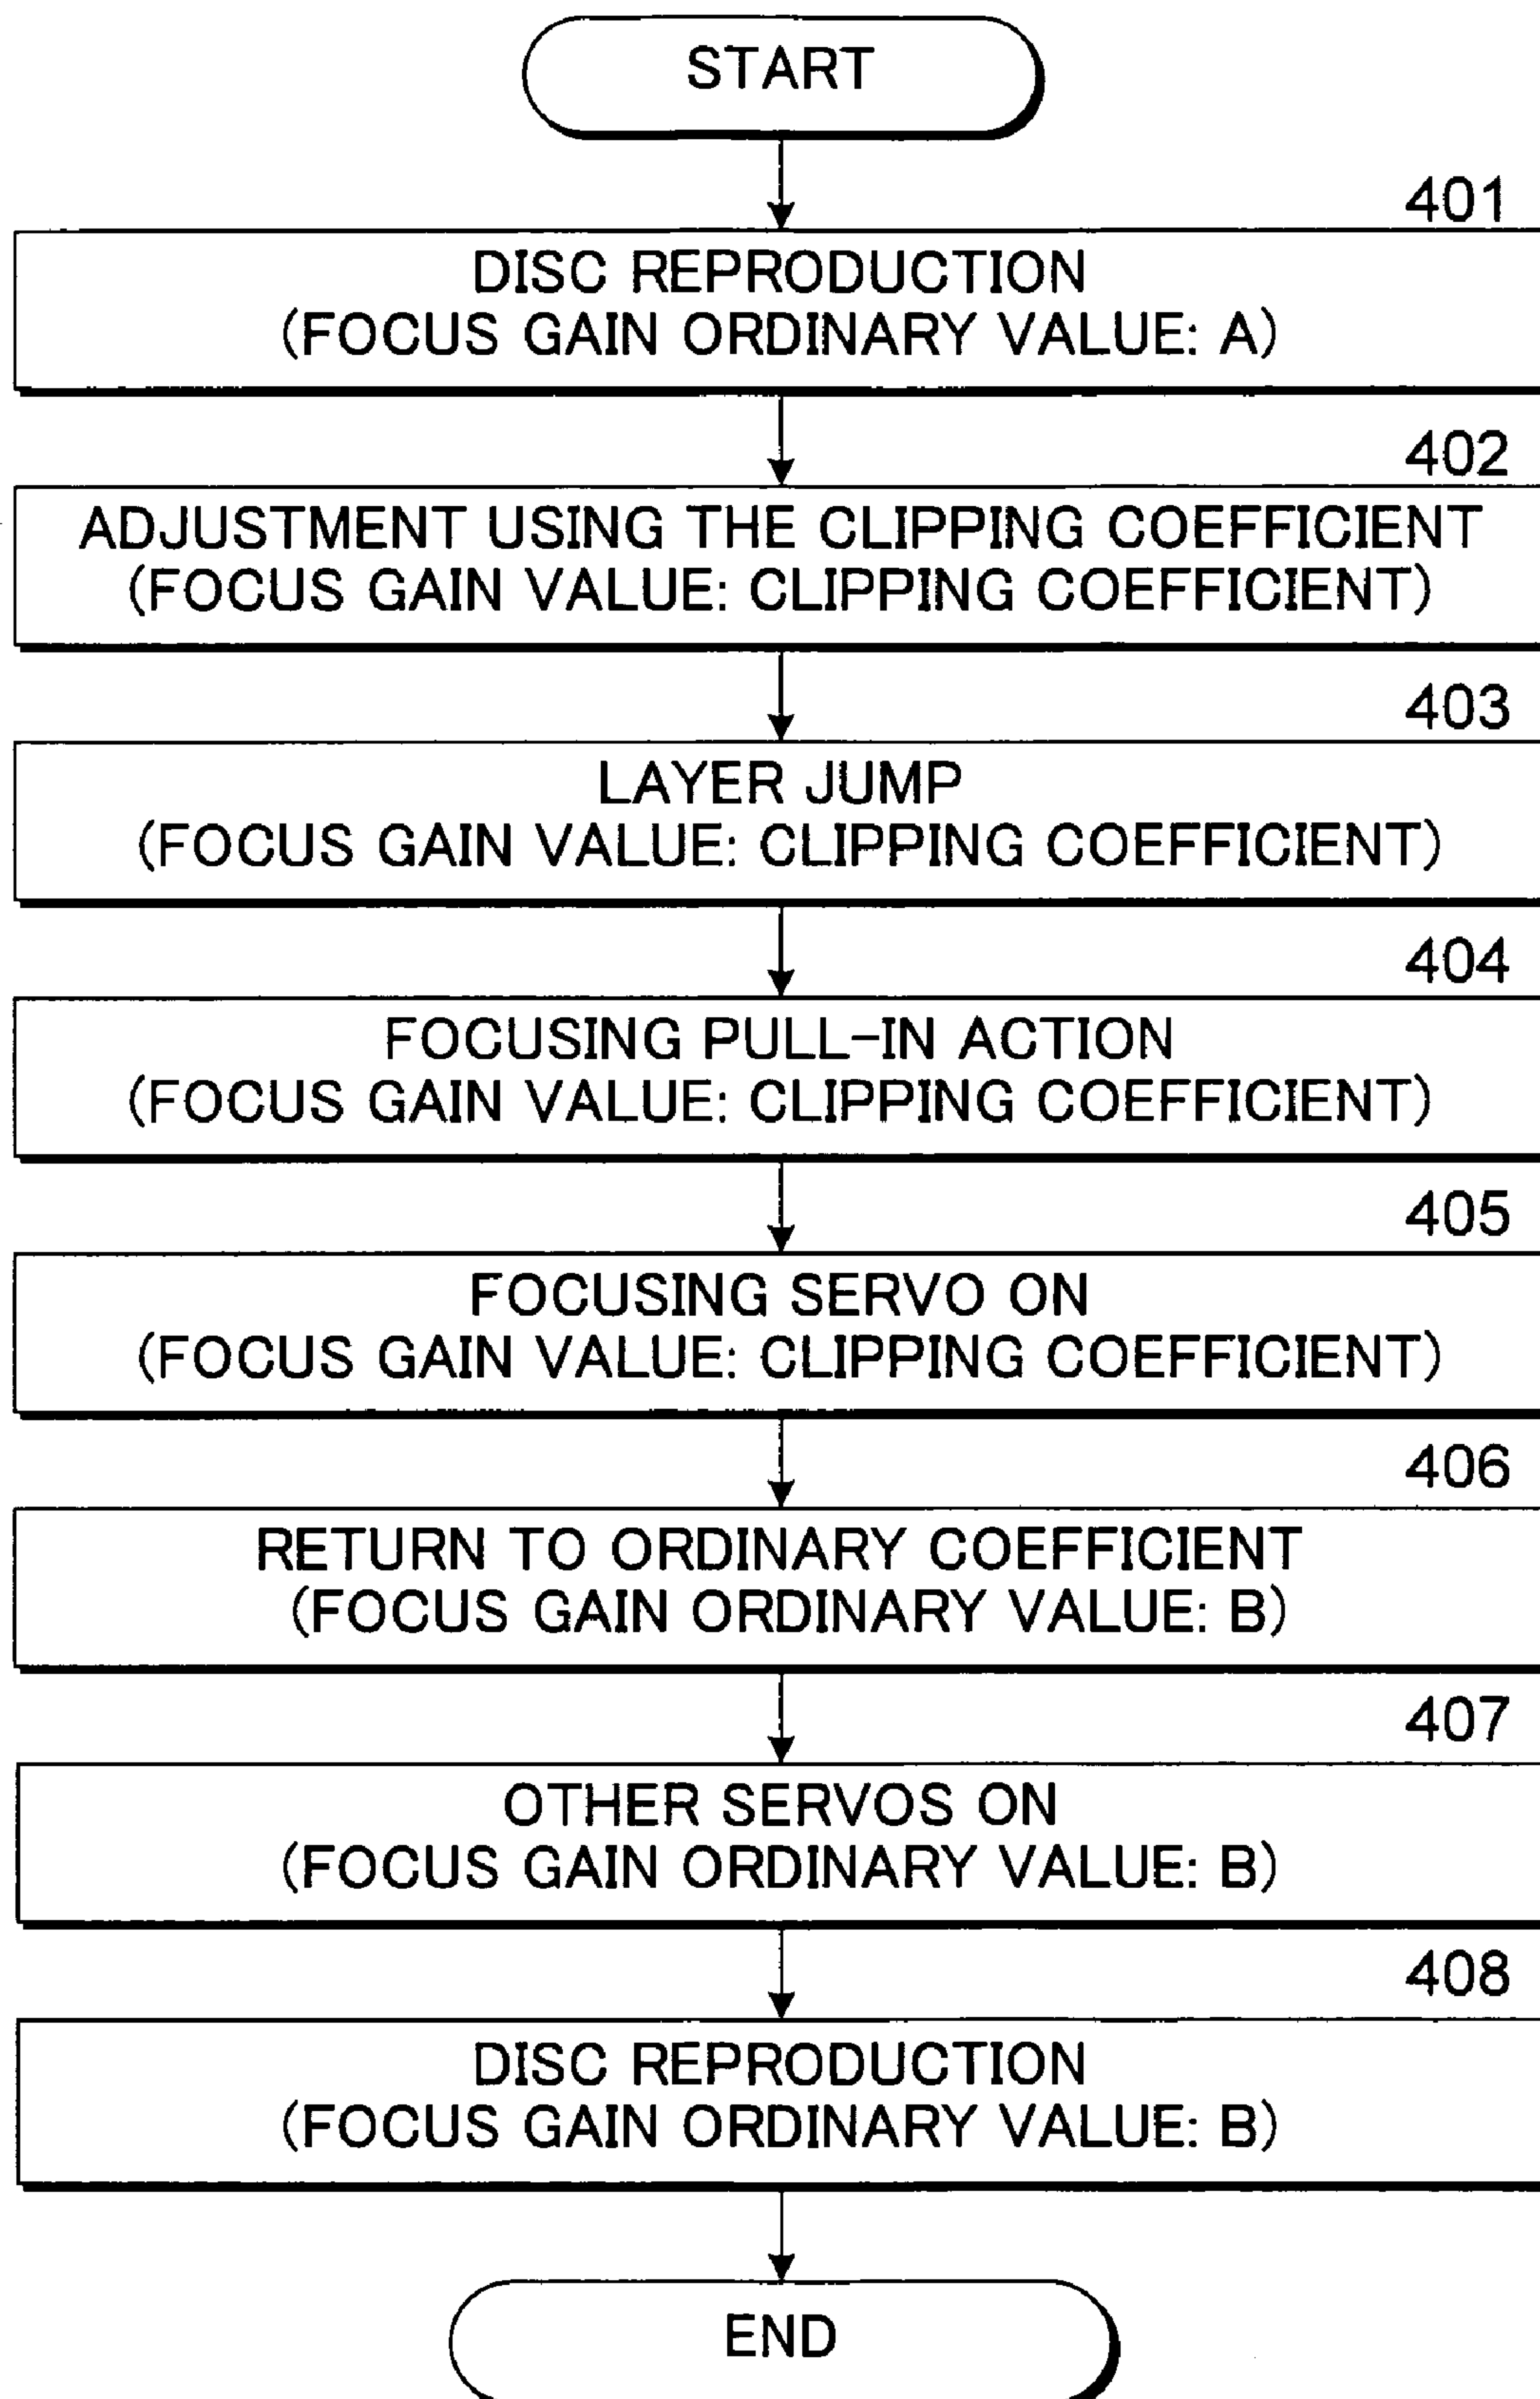 START
401
DISC REPRODUCTION
(FOCUS GAIN ORDINARY VALUE: A)
402
ADJUSTMENT USING THE CLIPPING COEFFICIENT
(FOCUS GAIN VALUE: CLIPPING COEFFICIENT)
403
LAYER JUMP
(FOCUS GAIN VALUE: CLIPPING COEFFICIENT)
404
FOCUSING PULL-IN ACTION
(FOCUS GAIN VALUE: CLIPPING COEFFICIENT)
405
FOCUSING SERVO ON
(FOCUS GAIN VALUE: CLIPPING COEFFICIENT)
406
RETURN TO ORDINARY COEFFICIENT
(FOCUS GAIN ORDINARY VALUE: B)
407
OTHER SERVOS ON
(FOCUS GAIN ORDINARY VALUE: B)
408
DISC REPRODUCTION
(FOCUS GAIN ORDINARY VALUE: B)
END